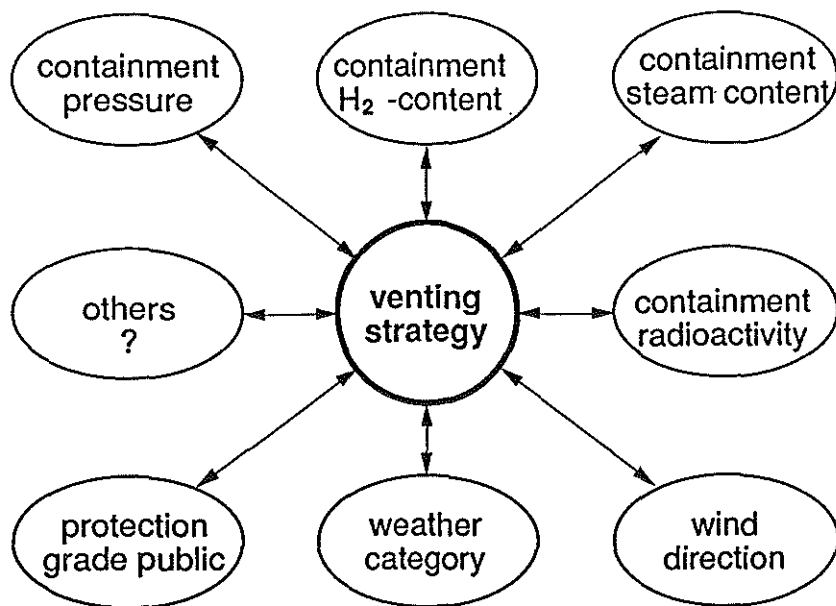 containment
pressure
containment
H₂ -content
containment
steam content
others
?
venting
strategy
containment
radioactivity
protection
grade public
weather
category
wind
direction